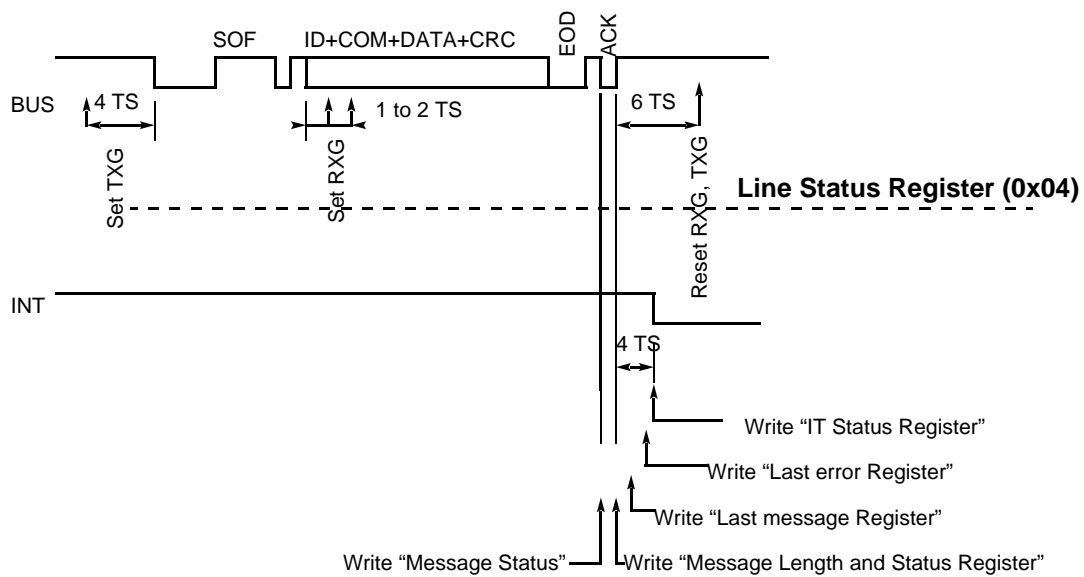 SOF
ID+COM+DATA+CRC
EOD
ACK
BUS
4 TS
1 to 2 TS
6 TS
Set TXG
Set RXG
Reset RXG, TXG
Line Status Register (0x04)
INT
4 TS
Write “IT Status Register”
Write “Last error Register”
Write “Last message Register”
Write “Message Status”
Write “Message Length and Status Register”